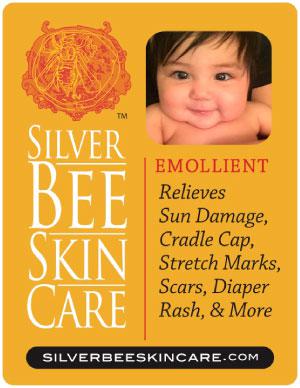 TM
SILVER
BEE
SKIN
CARE
EMOLLIENT
Relieves
Sun Damage,
Cradle Cap,
Stretch Marks,
Scars, Diaper
Rash, & More
SILVERBEESKINCARE.COM